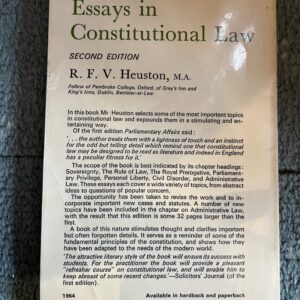 Essays in
Constitutional Law
SECOND EDITION
R. F. V. Heuston, M.A.
Fellow of Pembroke College, Oxford, of Gray's Inn and
King's Inns, Dublin, Barrister-at-Law
In this book Mr. Heuston selects some of the most important topics
in constitutional law and expounds them in a stimulating and en-
tertaining way.
Of the first edition Parliamentary Affairs said:
'. . . the author treats them with a lightness of touch and an instinct
for the odd but telling detail which remind one that constitutional
law may be designed to be read as literature and indeed in England
has a peculiar fitness for it.'
The scope of the book is best indicated by its chapter headings:
Sovereignty, The Rule of Law, The Royal Prerogative, Parliamen-
tary Privilege, Personal Liberty, Civil Disorder, and Administrative
Law. These essays each cover a wide variety of topics, from abstract
ideas to questions of popular concern.
The opportunity has been taken to revise the work and to in-
corporate important new cases and statutes. A number of new
topics have been included in the chapter on Administrative Law,
with the result that this edition is some 32 pages longer than the
first.
A book of this nature stimulates thought and clarifies important
but often forgotten details. It serves as a reminder of some of the
fundamental principles of the constitution, and shows how they
have been adapted to the needs of the modern world.
'The attractive literary style of the book will ensure its success with
students. For the practitioner the book will provide a pleasant
"refresher course" on constitutional law, and will enable him to
keep abreast of some recent changes.'—Solicitors' Journal (of the
first edition).
1964
Available in hardback and paperback